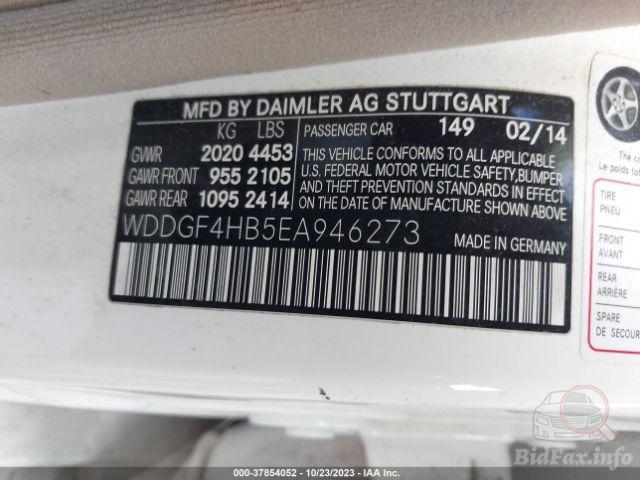 MFD BY DAIMLER AG STUTTGART
KG LBS
GVWR 2020 4453
GAWR FRONT 955 2105
GAWR REAR 1095 2414
PASSENGER CAR 149 02/14
THIS VEHICLE CONFORMS TO ALL APPLICABLE
U.S. FEDERAL MOTOR VEHICLE SAFETY,BUMPER
AND THEFT PREVENTION STANDARDS IN EFFECT
ON THE DATE OF MANUFACTURE SHOWN ABOVE.
WDDGF4HB5EA946273
MADE IN GERMANY
Le poids tot
TIRE
PNEU
FRONT
AVANT
REAR
ARRIÈRE
SPARE
DE SECOUR
000-37854052 - 10/23/2023 - IAA Inc.
BidFax.info